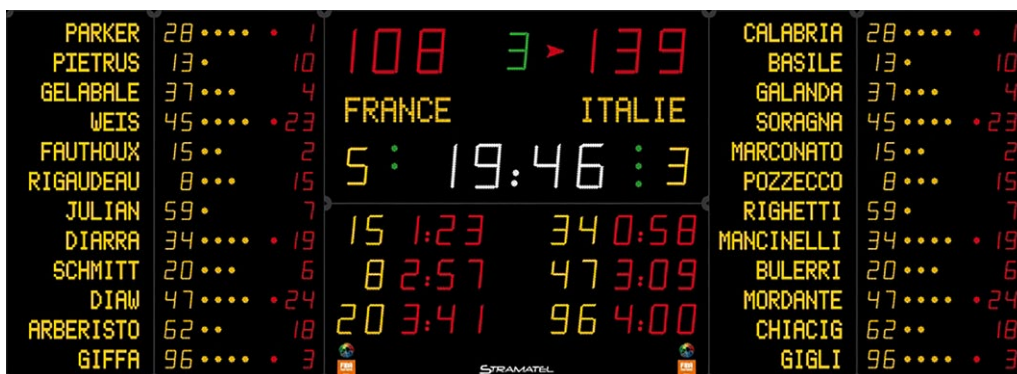 PARKER 28 1
PIETRUS 13 10
GELABALE 37 4
WEIS 45 23
FAUTHOUX 15 2
RIGAUDEAU 8 15
JULIAN 59 7
DIARRA 34 19
SCHMITT 20 6
DIAW 47 24
ARBERISTO 62 18
GIFFA 96 3
108 3 139
FRANCE ITALIE
5 19:46 3
15 1:23 34 0:58
8 2:57 47 3:09
20 3:41 96 4:00
STRAMATEL
CALABRIA 28 1
BASILE 13 10
GALANDA 37 4
SORAGNA 45 23
MARCONATO 15 2
POZZECCO 8 15
RIGHETTI 59 7
MANCINELLI 34 19
BULERRI 20 6
MORDANTE 47 24
CHIACIG 62 18
GIGLI 96 3